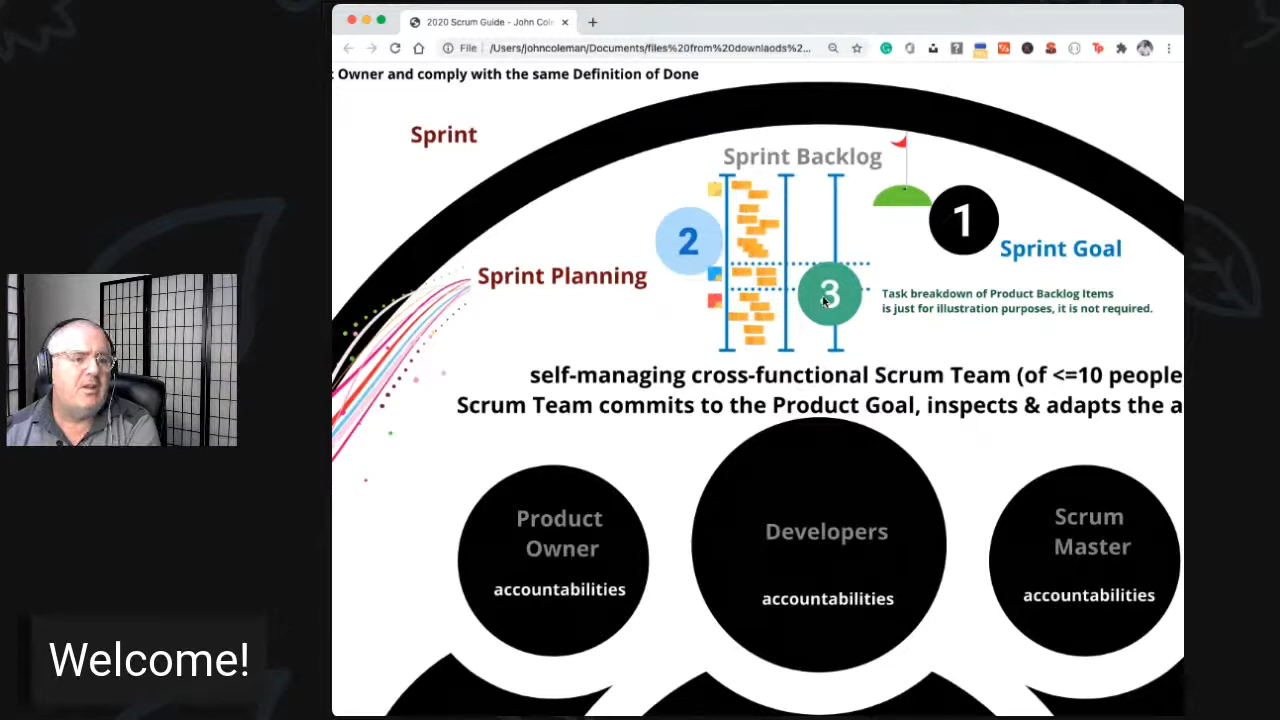 2020 Scrum Guide - John Col
File
/Users/johncoleman/Documents/files%20from%20downlaods%2...
Owner and comply with the same Definition of Done
Sprint
Sprint Backlog
1
2
Sprint Goal
Sprint Planning
3
Task breakdown of Product Backlog Items
is just for illustration purposes, it is not required.
self-managing cross-functional Scrum Team (of <=10 people
Scrum Team commits to the Product Goal, inspects & adapts the a
Product
Owner
accountabilities
Developers
accountabilities
Scrum
Master
accountabilities
Welcome!